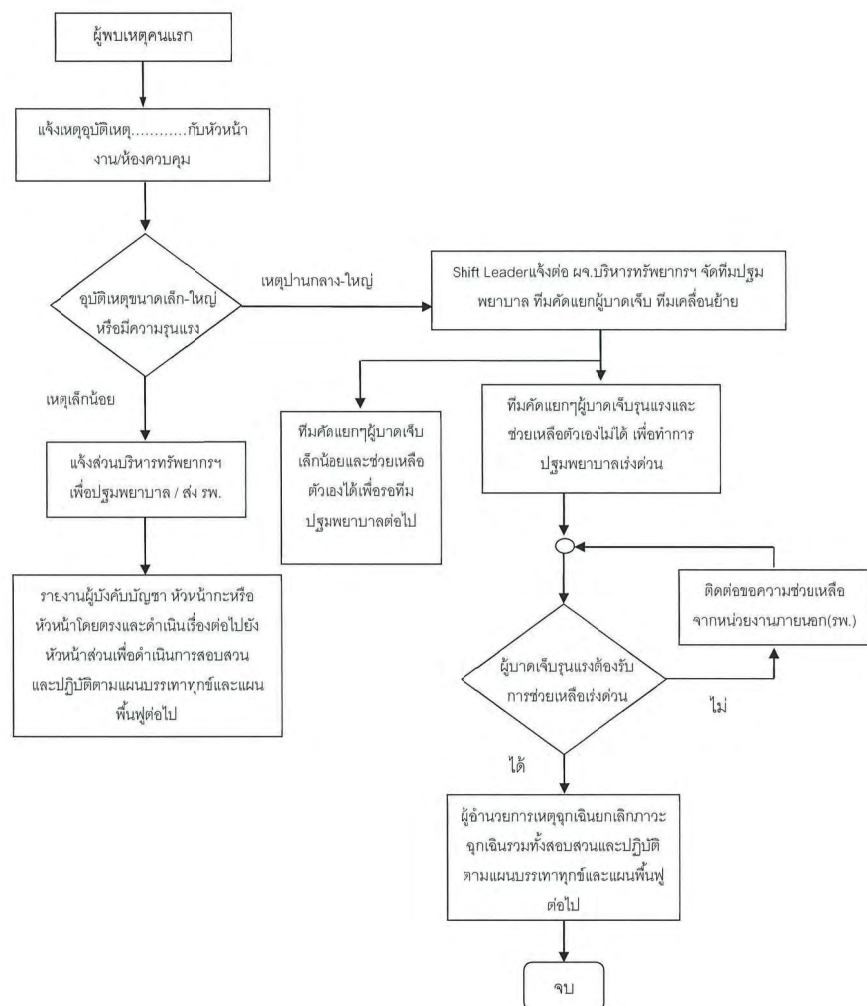 ผู้พบเหตุคนแรก
แจ้งเหตุอุบัติเหตุ............กับหัวหน้า
งาน/ห้องควบคุม
อุบัติเหตุขนาดเล็ก-ใหญ่
หรือมีความรุนแรง
เหตุปานกลาง-ใหญ่
Shift Leaderแจ้งต่อ ผจ.บริหารทรัพยากรฯ จัดทีมปฐม
พยาบาล ทีมคัดแยกผู้บาดเจ็บ ทีมเคลื่อนย้าย
เหตุเล็กน้อย
แจ้งส่วนบริหารทรัพยากรฯ
เพื่อปฐมพยาบาล / ส่ง รพ.
รายงานผู้บังคับบัญชา หัวหน้ากะหรือ
หัวหน้าโดยตรงและดำเนินเรื่องต่อไปยัง
หัวหน้าส่วนเพื่อดำเนินการสอบสวน
และปฏิบัติตามแผนบรรเทาทุกข์และแผน
พื้นฟูต่อไป
ทีมคัดแยกๆผู้บาดเจ็บ
เล็กน้อยและช่วยเหลือ
ตัวเองได้เพื่อรอทีม
ปฐมพยาบาลต่อไป
ทีมคัดแยกๆผู้บาดเจ็บรุนแรงและ
ช่วยเหลือตัวเองไม่ได้ เพื่อทำการ
ปฐมพยาบาลเร่งด่วน
ติดต่อขอความช่วยเหลือ
จากหน่วยงานภายนอก(รพ.)
ผู้บาดเจ็บรุนแรงต้องรับ
การช่วยเหลือเร่งด่วน
ไม่
ได้
ผู้อำนวยการเหตุฉุกเฉินยกเลิกภาวะ
ฉุกเฉินรวมทั้งสอบสวนและปฏิบัติ
ตามแผนบรรเทาทุกข์และแผนพื้นฟู
ต่อไป
จบ